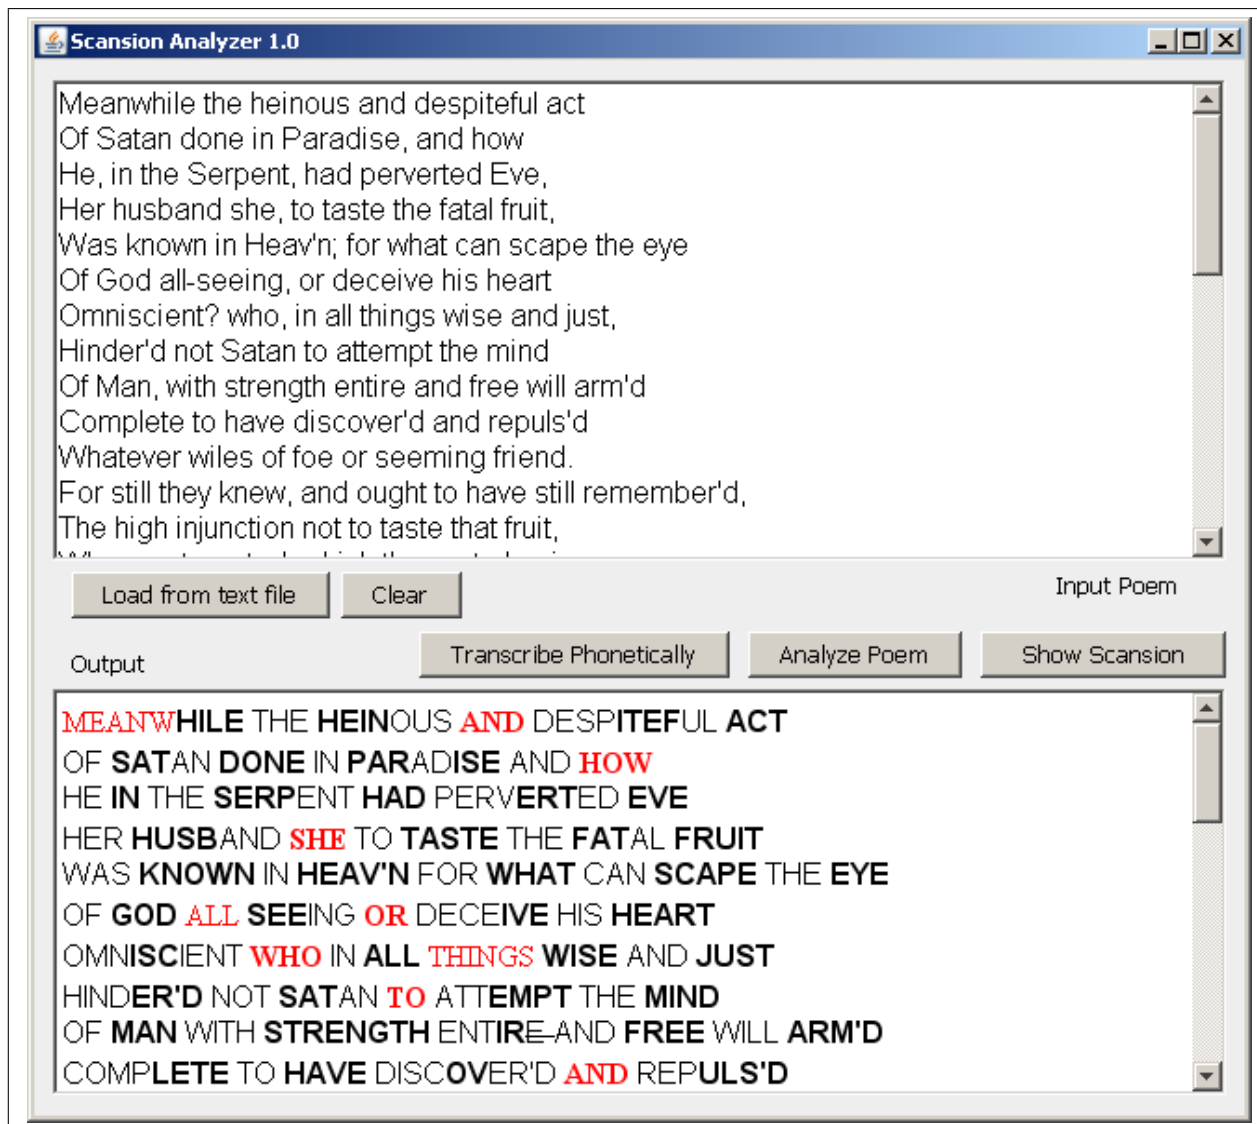 Scansion Analyzer 1.0
Meanwhile the heinous and despiteful act
Of Satan done in Paradise, and how
He, in the Serpent, had perverted Eve,
Her husband she, to taste the fatal fruit,
Was known in Heav'n; for what can scape the eye
Of God all-seeing, or deceive his heart
Omniscient? who, in all things wise and just,
Hinder'd not Satan to attempt the mind
Of Man, with strength entire and free will arm'd
Complete to have discover'd and repuls'd
Whatever wiles of foe or seeming friend.
For still they knew, and ought to have still remember'd,
The high injunction not to taste that fruit,
Load from text file Clear Input Poem
Output Transcribe Phonetically Analyze Poem Show Scansion
MEANWHILE THE HEINOUS AND DESPITEFUL ACT
OF SATAN DONE IN PARADISE AND HOW
HE IN THE SERPENT HAD PERVERTED EVE
HER HUSBAND SHE TO TASTE THE FATAL FRUIT
WAS KNOWN IN HEAV'N FOR WHAT CAN SCAPE THE EYE
OF GOD ALL SEEING OR DECEIVE HIS HEART
OMNISCIENT WHO IN ALL THINGS WISE AND JUST
HINDER'D NOT SATAN TO ATTEMPT THE MIND
OF MAN WITH STRENGTH ENTIRE AND FREE WILL ARM'D
COMPLETE TO HAVE DISCOVER'D AND REPULS'D